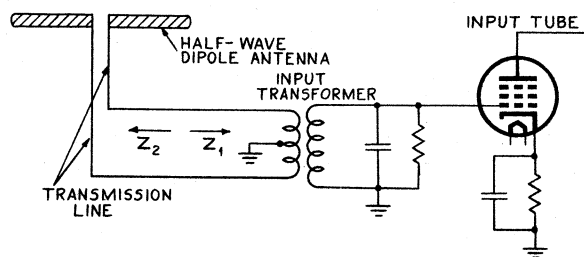 INPUT TUBE
HALF-WAVE
DIPOLE ANTENNA
INPUT
TRANSFORMER
Z2
Z1
TRANSMISSION
LINE